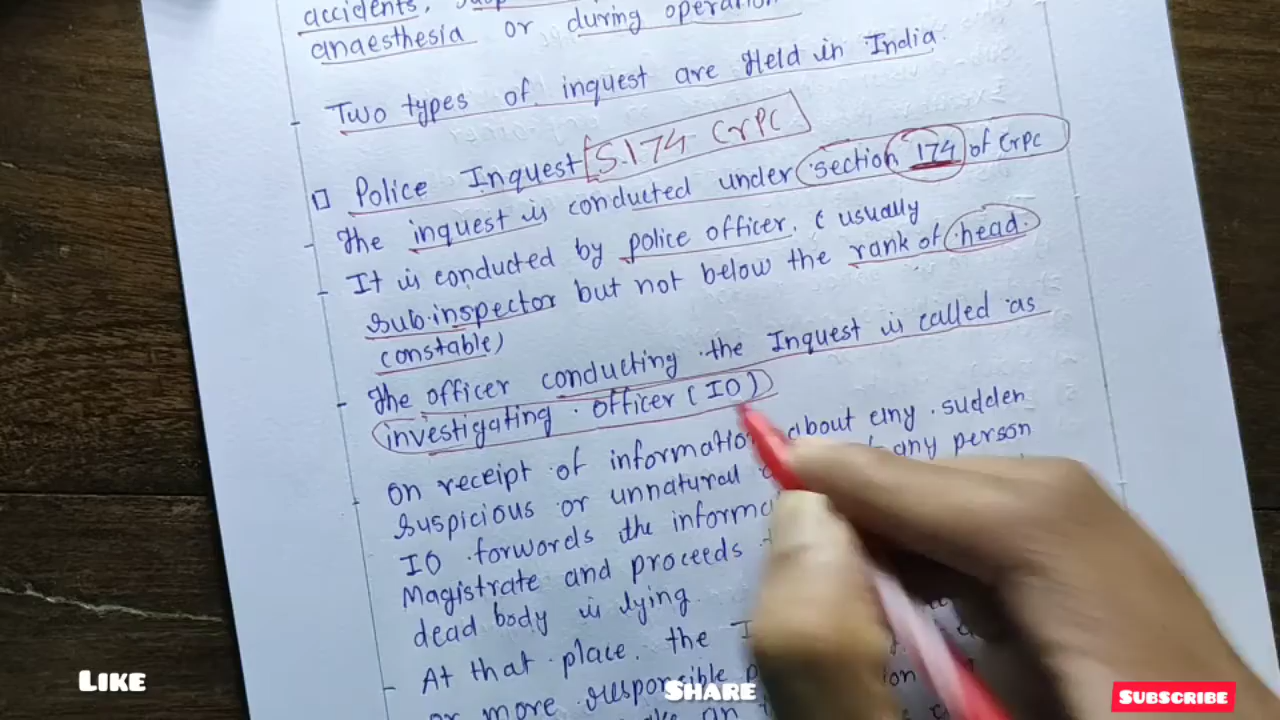 accidents,
anaesthesia or during operation
Two types of inquest are Held in India
Police Inquest [S.174 CrPC]
The inquest is conducted under section 174 of CrPC
It is conducted by police officer. (usually
sub.inspector but not below the rank of head.
constable)
The officer conducting the Inquest is called as
investigating officer (IO)
on receipt of information about any sudden
suspicious or unnatural any person
IO forwords the
Magistrate and proceeds
dead body is lying.
At that place. the
or more responsible
LIKE
SHARE
SUBSCRIBE